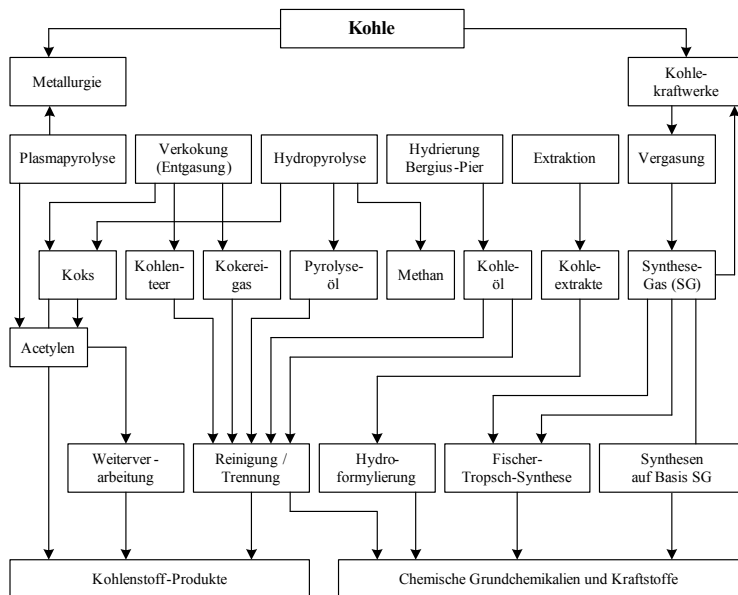 Kohle
Metallurgie
Kohle-
kraftwerke
Plasmapyrolyse
Verkokung
(Entgasung)
Hydropyrolyse
Hydrierung
Bergius-Pier
Extraktion
Vergasung
Koks
Kohlen-
teer
Kokerei-
gas
Pyrolyse-
öl
Methan
Kohle-
öl
Kohle-
extrakte
Synthese-
Gas (SG)
Acetylen
Weiterver-
arbeitung
Reinigung /
Trennung
Hydro-
formylierung
Fischer-
Tropsch-Synthese
Synthesen
auf Basis SG
Kohlenstoff-Produkte
Chemische Grundchemikalien und Kraftstoffe